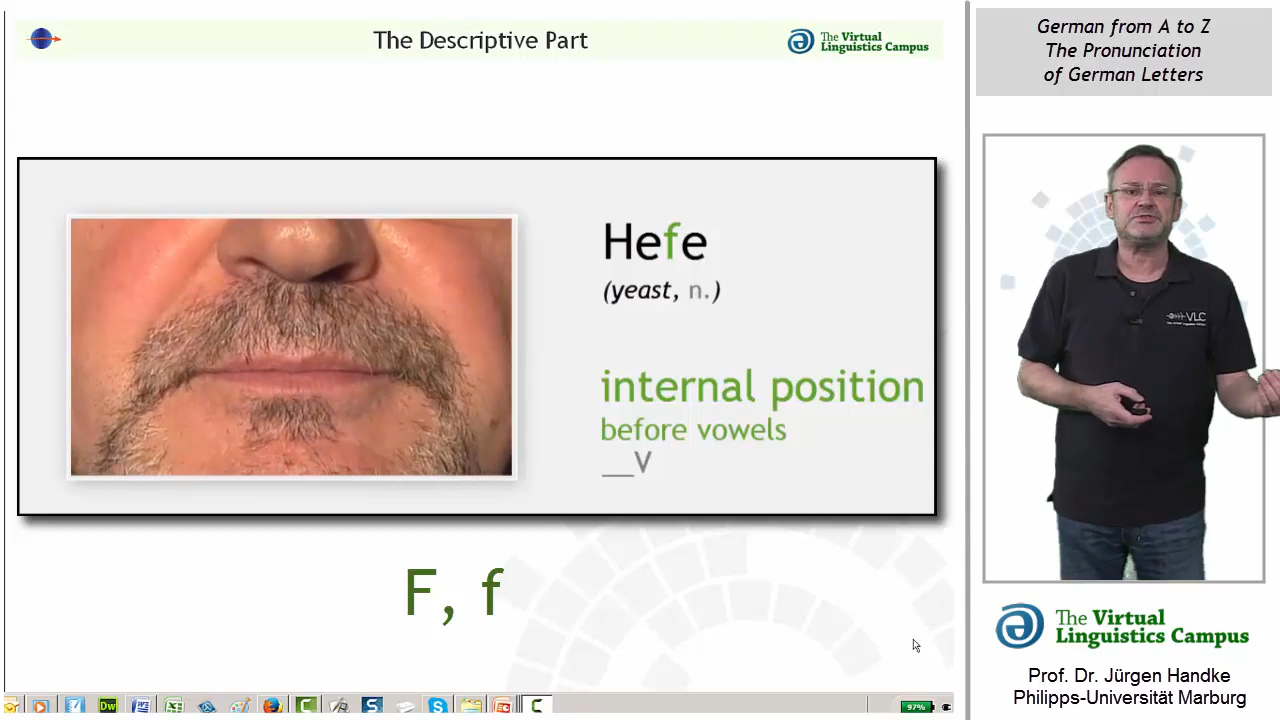 The Descriptive Part
The Virtual
Linguistics Campus
German from A to Z
The Pronunciation
of German Letters
Hefe
(yeast, n.)
internal position
before vowels
__V
F, f
VLC
The Virtual
Linguistics Campus
Prof. Dr. Jürgen Handke
Philipps-Universität Marburg
Dw
97%